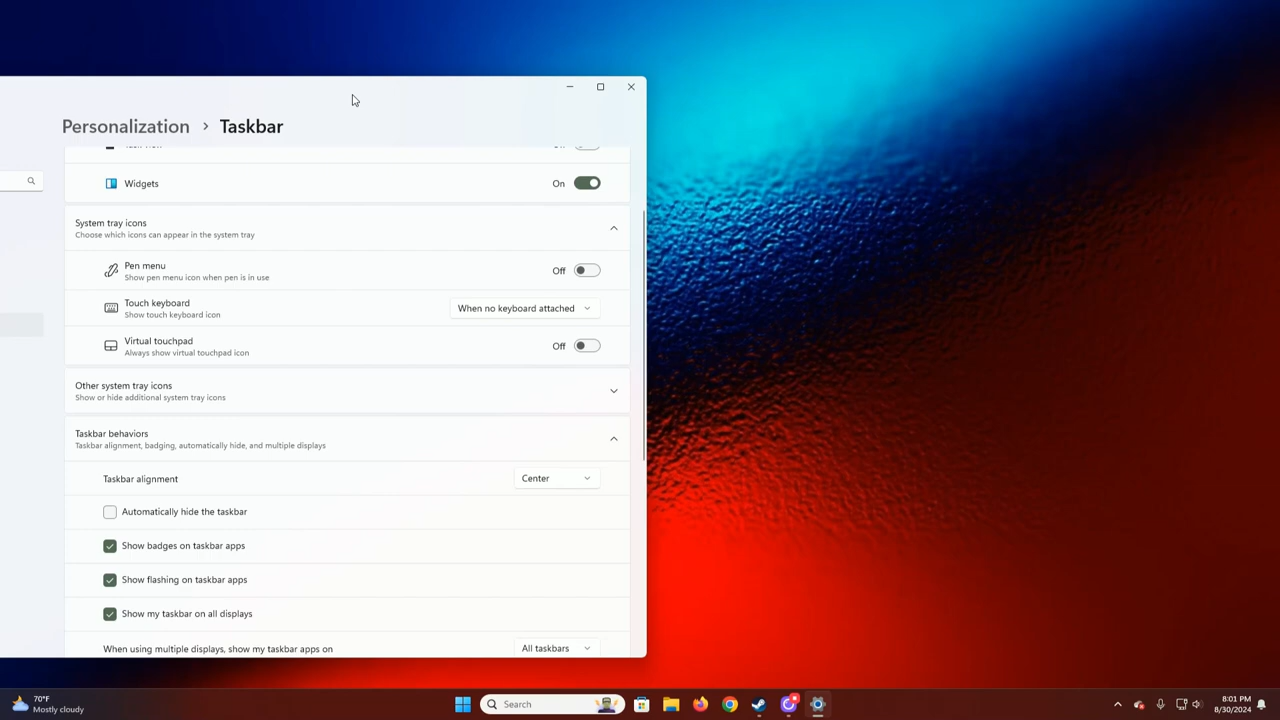 Personalization > Taskbar
Widgets
On
System tray icons
Choose which icons can appear in the system tray
Pen menu
Show pen menu icon when pen is in use
Off
Touch keyboard
Show touch keyboard icon
When no keyboard attached
Virtual touchpad
Always show virtual touchpad icon
Off
Other system tray icons
Show or hide additional system tray icons
Taskbar behaviors
Taskbar alignment, badging, automatically hide, and multiple displays
Taskbar alignment
Center
Automatically hide the taskbar
Show badges on taskbar apps
Show flashing on taskbar apps
Show my taskbar on all displays
When using multiple displays, show my taskbar apps on
All taskbars
70°F
Mostly cloudy
Search
8:01 PM
8/30/2024